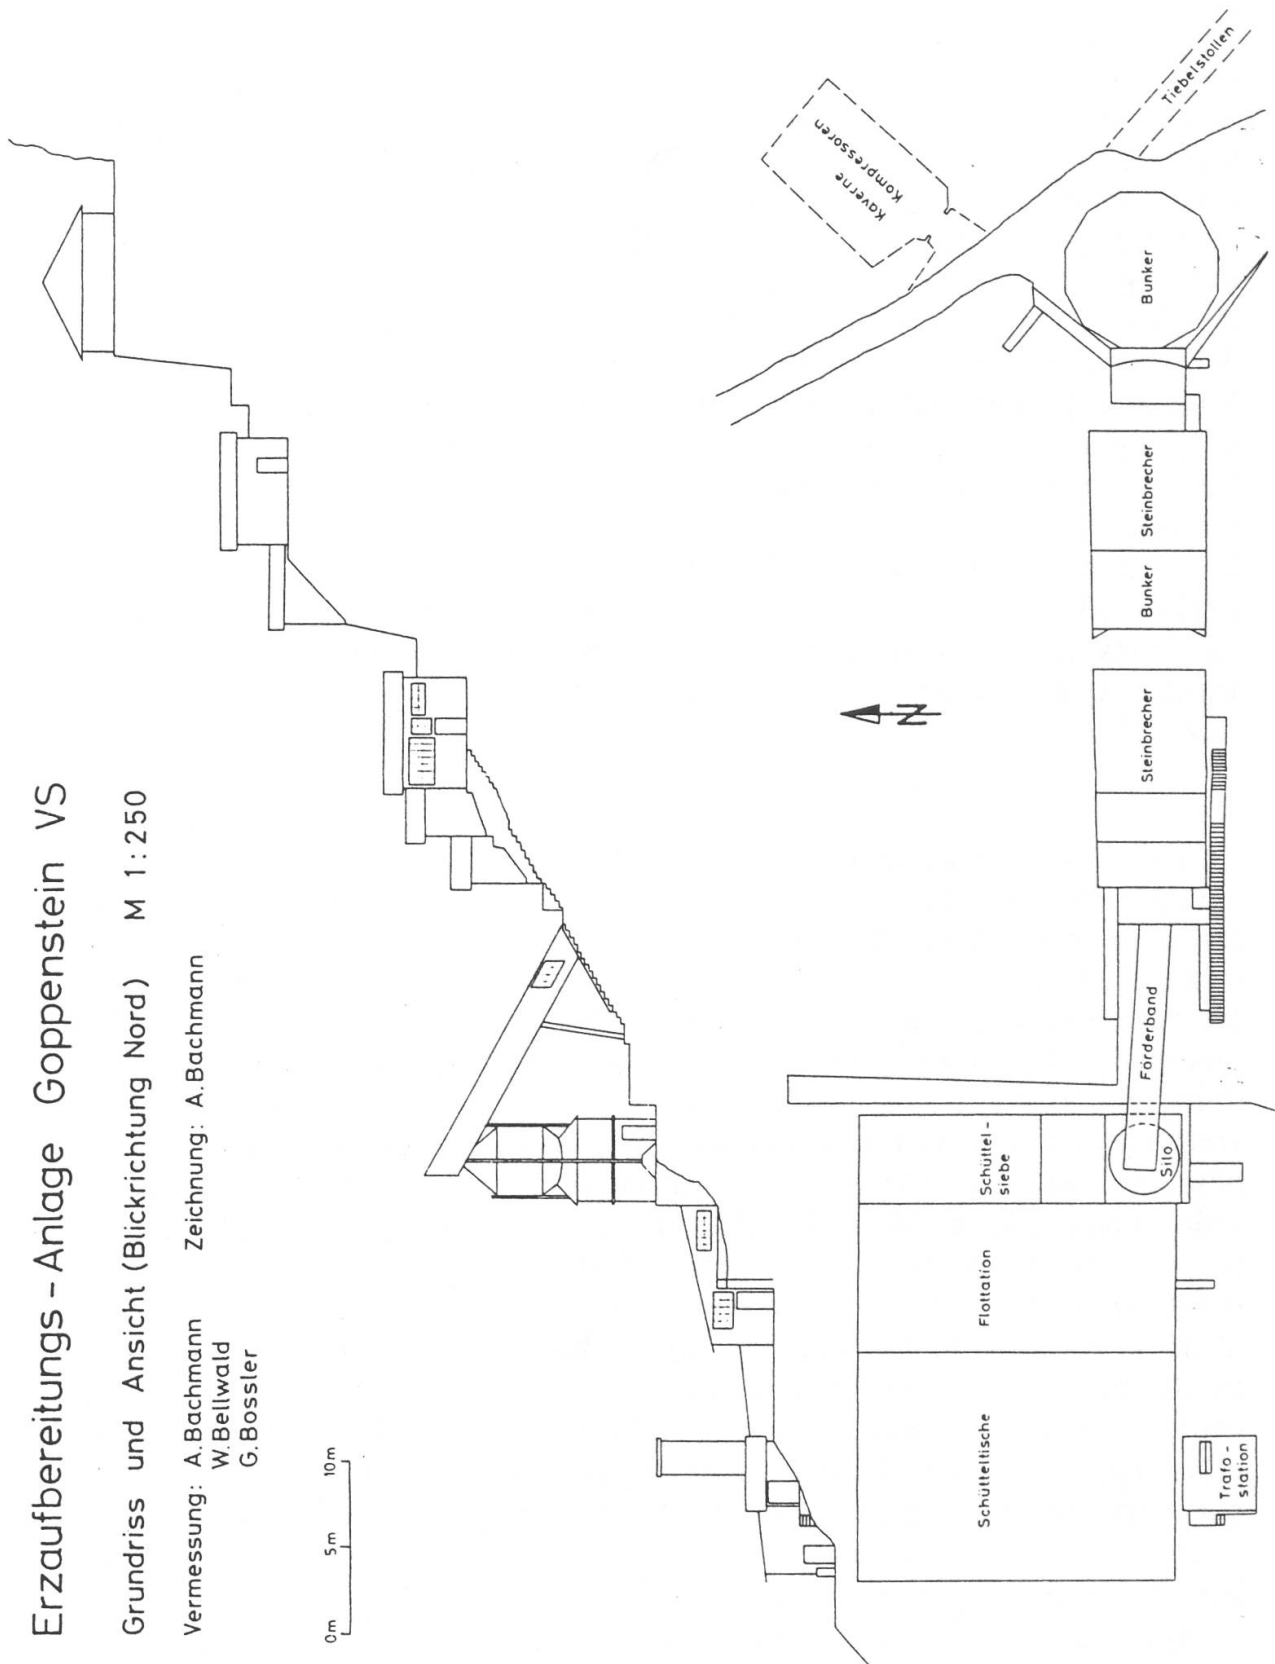 Erzaufbereitungs-Anlage Goppenstein VS
Grundriss und Ansicht (Blickrichtung Nord) M 1:250
Vermessung: A.Bachmann Zeichnung: A.Bachmann
W.Bellwald
G.Bossler
0m 5m 10m
Tiebelstollen
Kaverne
Kompressoren
Bunker
Steinbrecher
Bunker
Steinbrecher
N
Förderband
Silo
Schüttel-
siebe
Flottation
Schütteltische
Trafo-
station